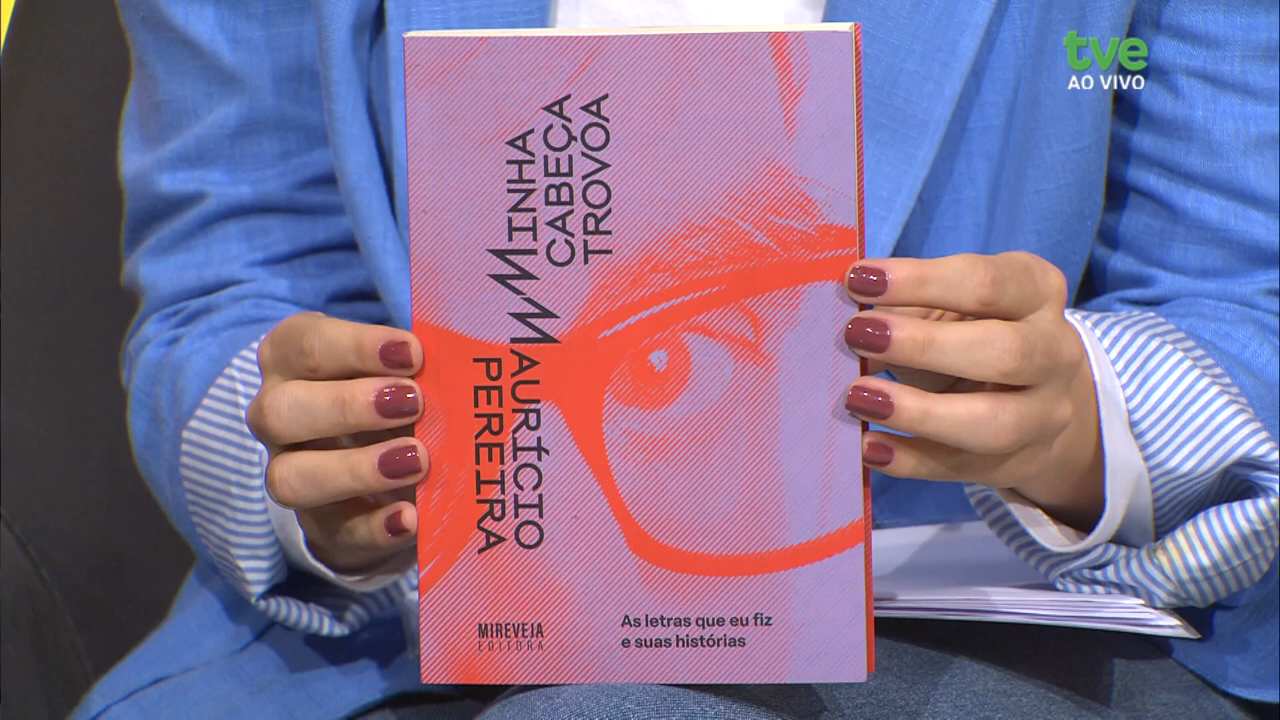 tve
AO VIVO
MINHA
CABEÇA
TROVOA
MAURÍCIO
PEREIRA
As letras que eu fiz
e suas histórias
MIREVEJA
EDITORA